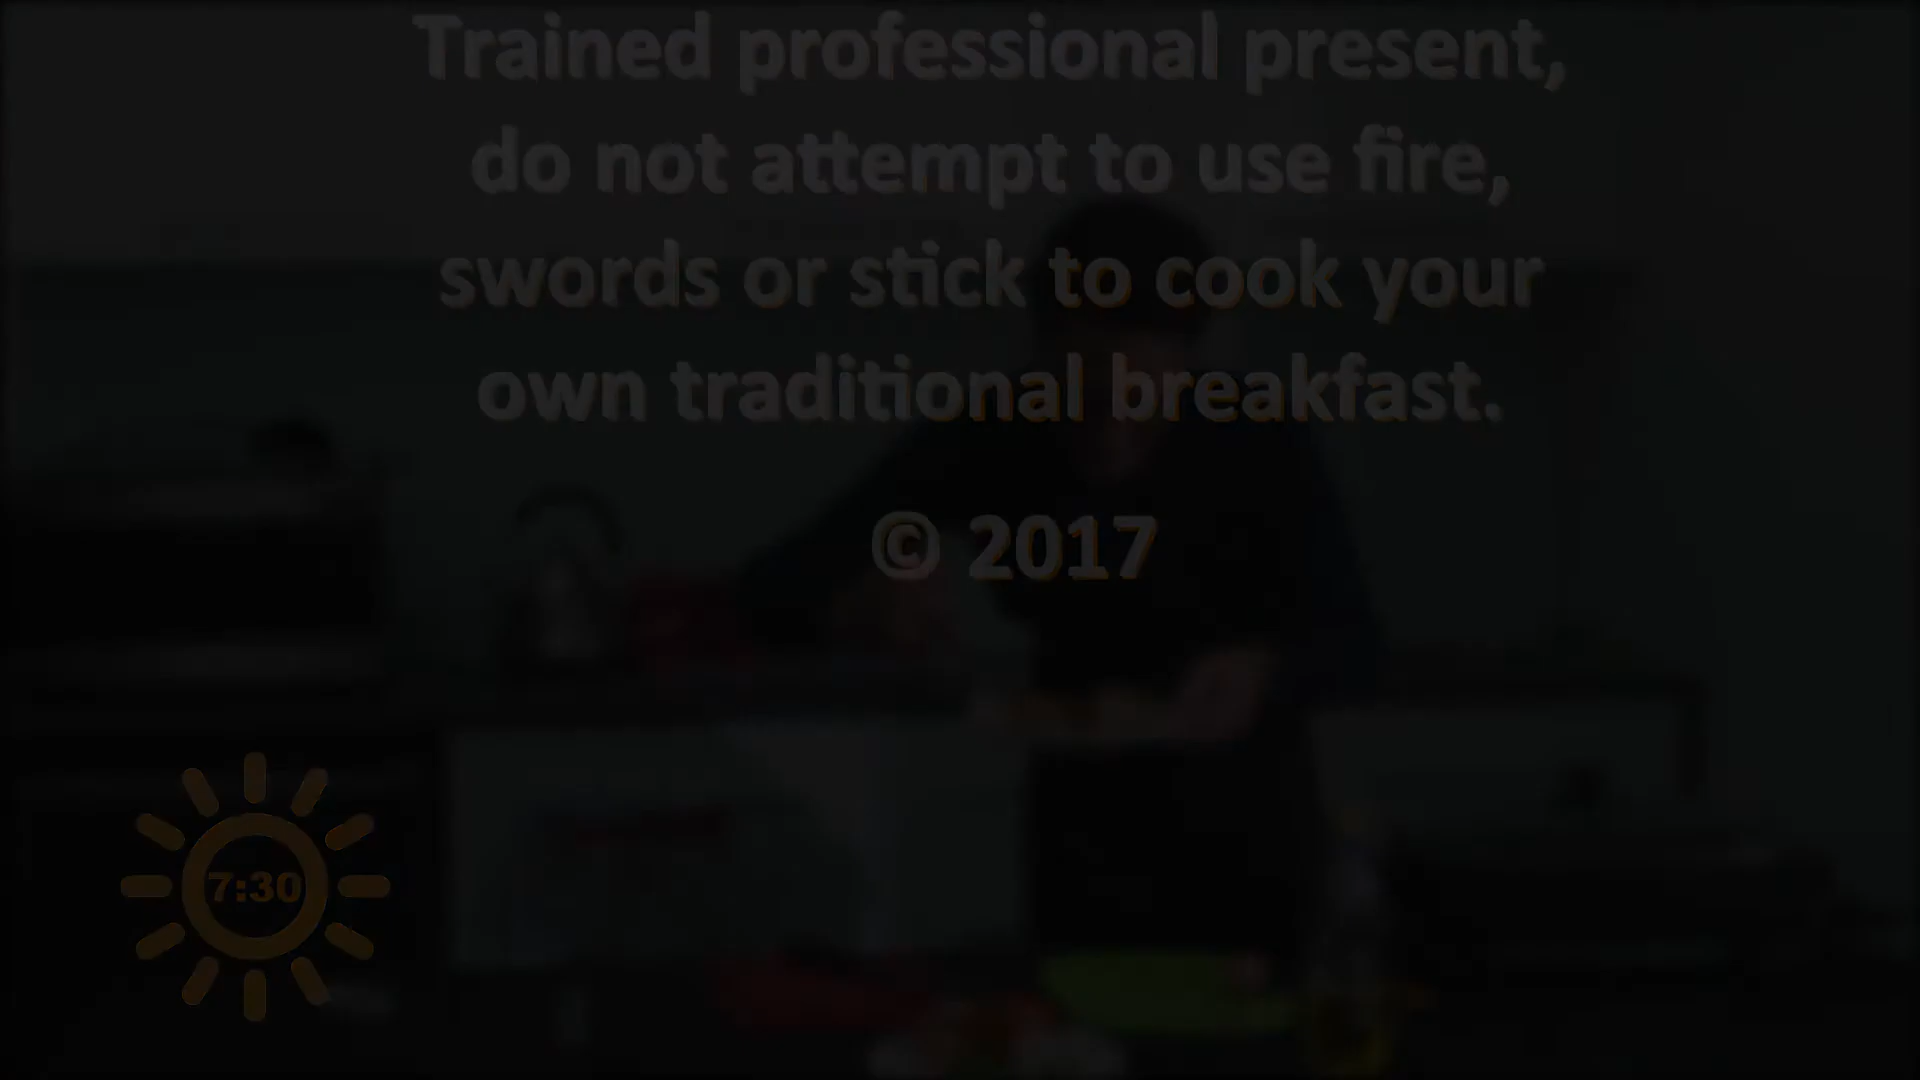 Trained professional present,
do not attempt to use fire,
swords or stick to cook your
own traditional breakfast.
© 2017
7:30